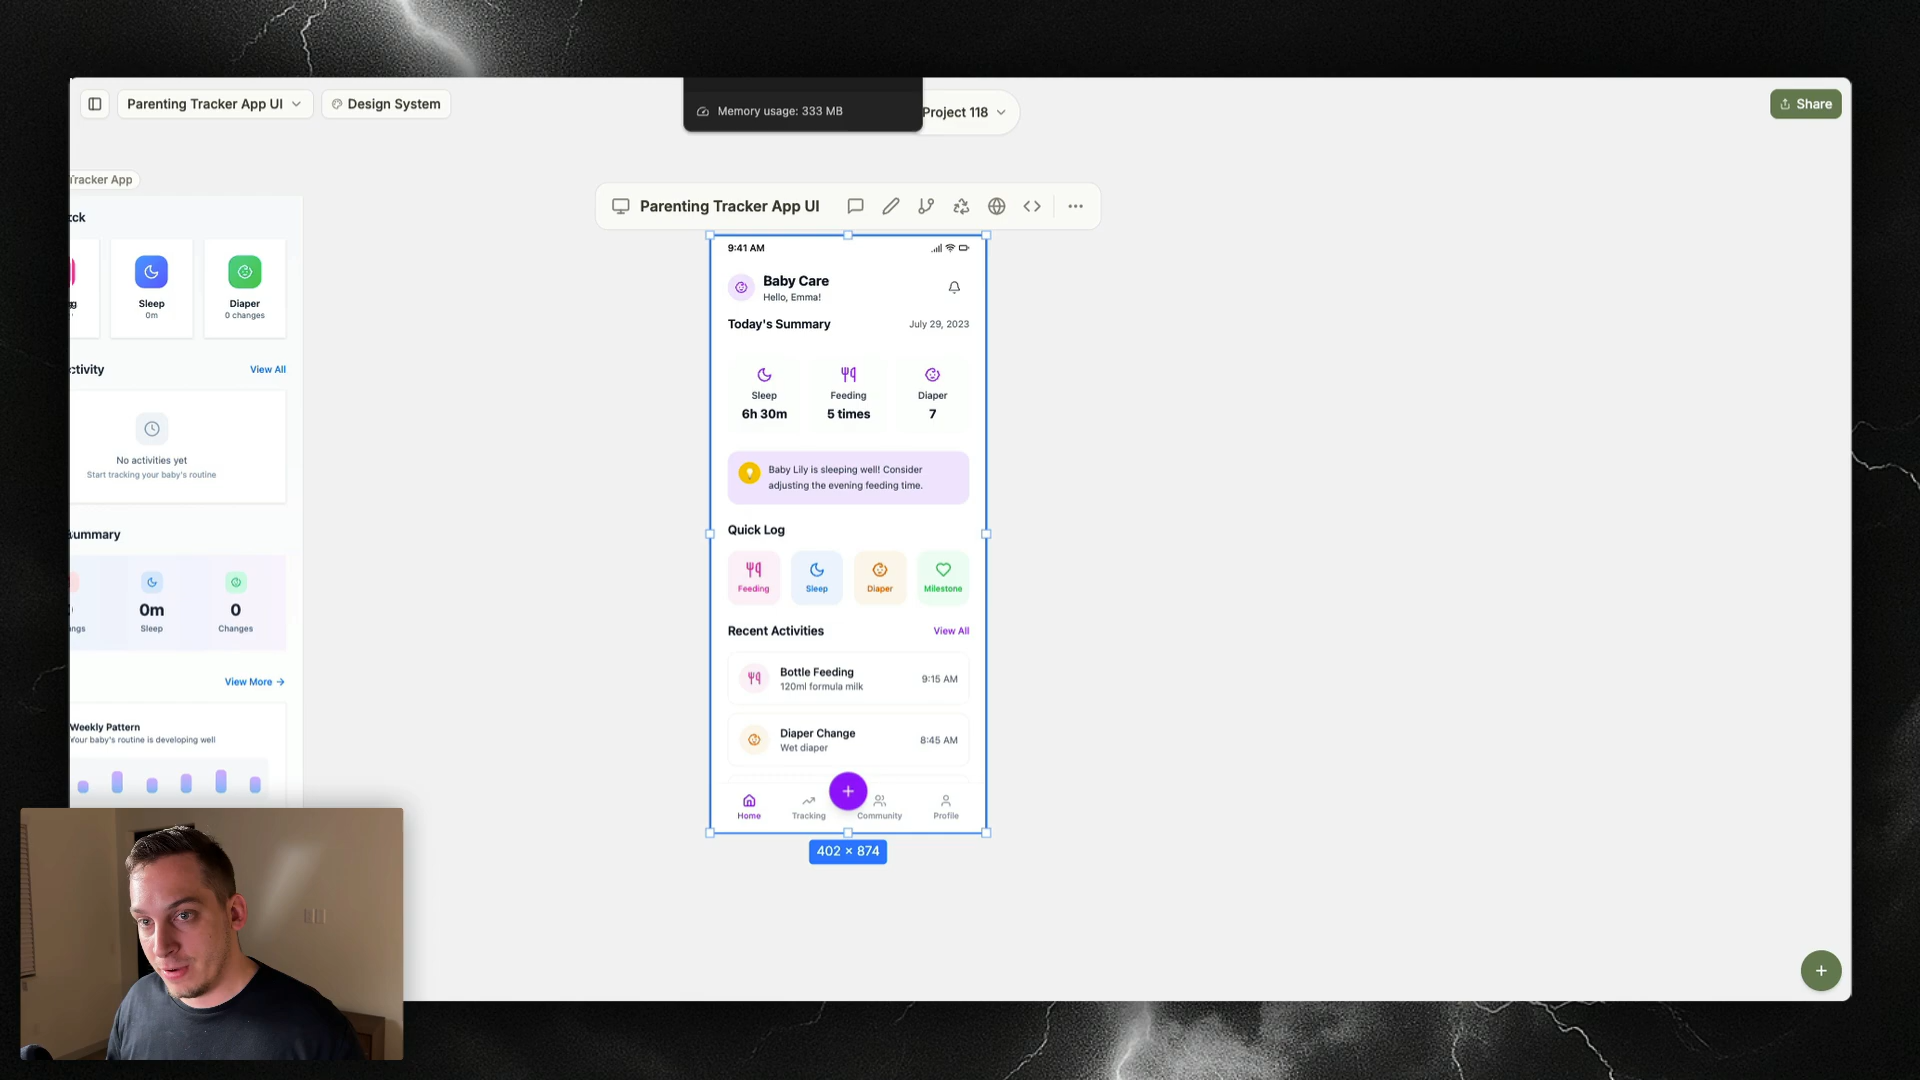 Parenting Tracker App UI
Design System
Memory usage: 333 MB
Project 118
Share
Tracker App
Sleep
0m
Diaper
0 changes
View All
No activities yet
Start tracking your baby's routine
0m
Sleep
0
Changes
View More →
Weekly Pattern
Your baby's routine is developing well
Parenting Tracker App UI
9:41 AM
Baby Care
Hello, Emma!
Today's Summary
July 29, 2023
Sleep
6h 30m
Feeding
5 times
Diaper
7
Baby Lily is sleeping well! Consider
adjusting the evening feeding time.
Quick Log
Feeding
Sleep
Diaper
Milestone
Recent Activities
View All
Bottle Feeding
120ml formula milk
9:15 AM
Diaper Change
Wet diaper
8:45 AM
Home
Tracking
Community
Profile
402 × 874